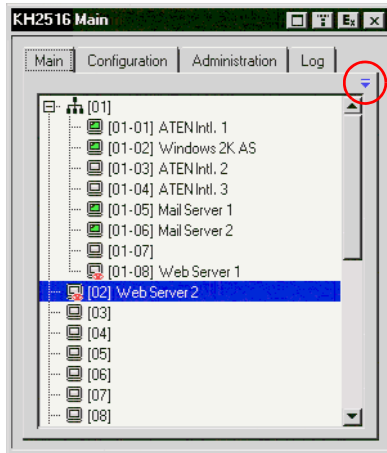 KH2516 Main
Ex
Main Configuration Administration Log
[01]
[01-01] ATEN Intl. 1
[01-02] Windows 2K AS
[01-03] ATEN Intl. 2
[01-04] ATEN Intl. 3
[01-05] Mail Server 1
[01-06] Mail Server 2
[01-07]
[01-08] Web Server 1
[02] Web Server 2
[03]
[04]
[05]
[06]
[07]
[08]